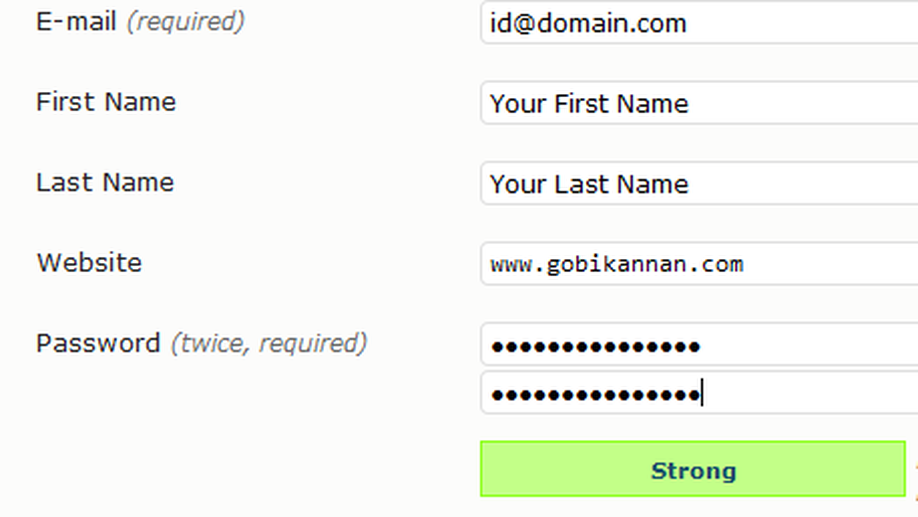 E-mail (required) id@domain.com
First Name Your First Name
Last Name Your Last Name
Website www.gobikannan.com
Password (twice, required) •••••••••••••••
•••••••••••••••
Strong